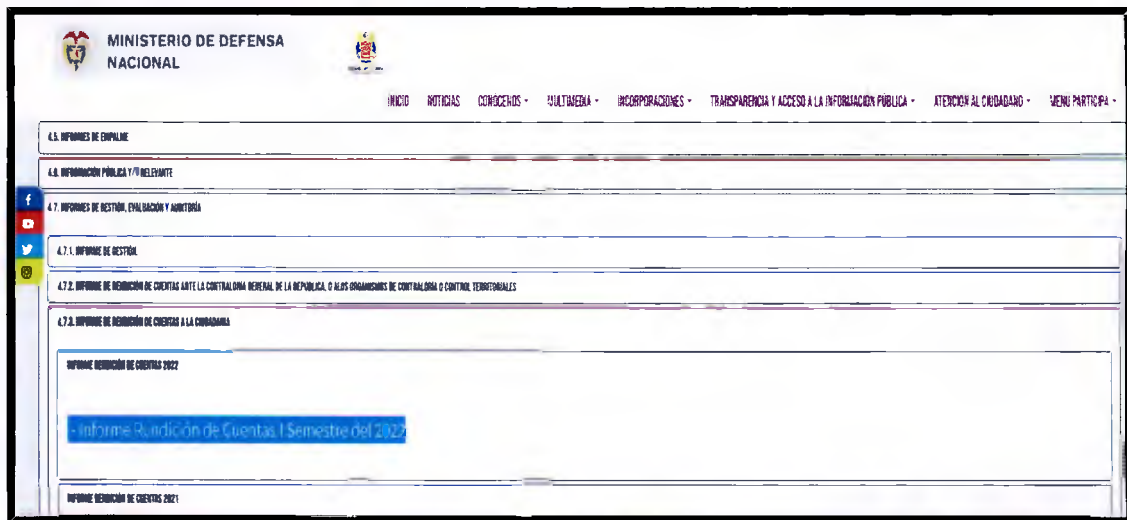 MINISTERIO DE DEFENSA
NACIONAL
INICIO NOTICIAS CONÓCENOS MULTIMEDIA INCORPORACIONES TRANSPARENCIA Y ACCESO A LA INFORMACIÓN PÚBLICA ATENCIÓN AL CIUDADANO MENÚ PARTICIPA
4.5. INFORMES DE EMPALME
4.6. INFORMACIÓN PÚBLICA Y/O RELEVANTE
4.7. INFORMES DE GESTIÓN, EVALUACIÓN Y AUDITORÍA
4.7.1. INFORME DE GESTIÓN.
4.7.2. INFORME DE RENDICIÓN DE CUENTAS ANTE LA CONTRALORÍA GENERAL DE LA REPÚBLICA, O ALOS ORGANISMOS DE CONTRALORÍA O CONTROL TERRITORIALES
4.7.3. INFORME DE RENDICIÓN DE CUENTAS A LA CIUDADANÍA
INFORME RENDICIÓN DE CUENTAS 2022
- Informe Rundición de Cuentas I Semestre del 2022
INFORME RENDICIÓN DE CUENTAS 2021